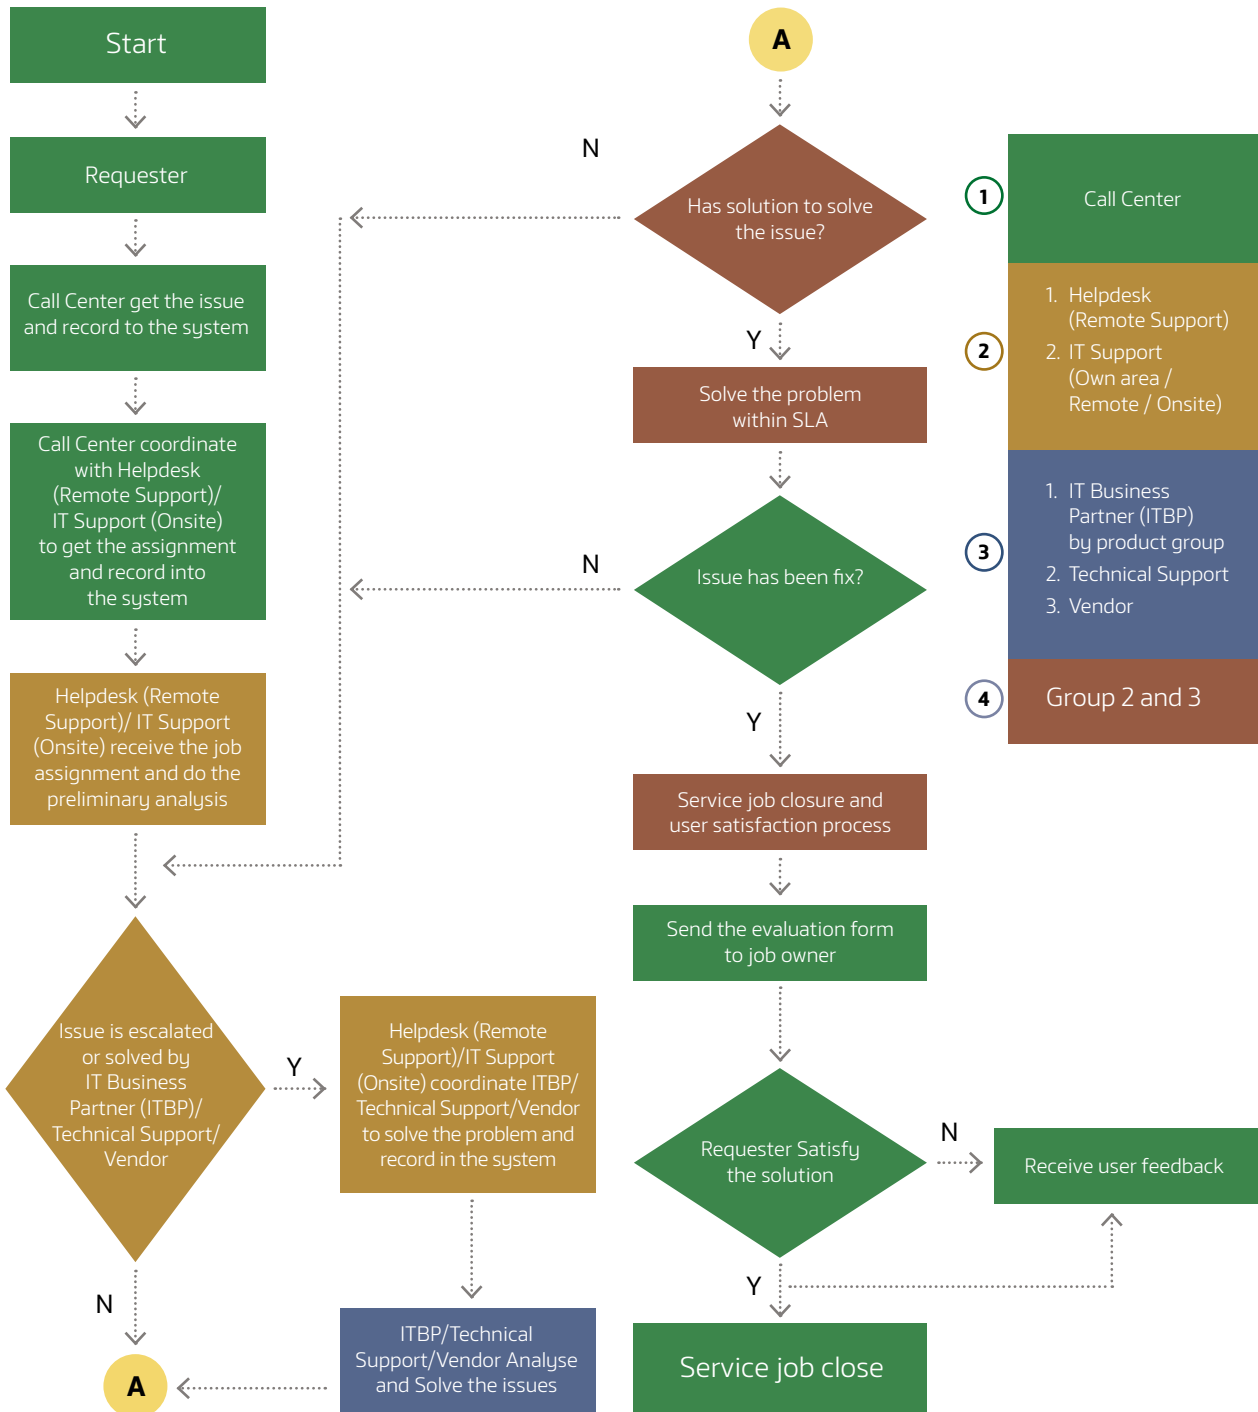 Start
Requester
Call Center get the issue
and record to the system
Call Center coordinate
with Helpdesk
(Remote Support)/
IT Support (Onsite)
to get the assignment
and record into
the system
Helpdesk (Remote
Support)/ IT Support
(Onsite) receive the job
assignment and do the
preliminary analysis
Issue is escalated
or solved by
IT Business
Partner (ITBP)/
Technical Support/
Vendor
Y
N
A
Helpdesk (Remote
Support)/IT Support
(Onsite) coordinate ITBP/
Technical Support/Vendor
to solve the problem and
record in the system
ITBP/Technical
Support/Vendor Analyse
and Solve the issues
A
Has solution to solve
the issue?
N
Y
Solve the problem
within SLA
Issue has been fix?
N
Y
Service job closure and
user satisfaction process
Send the evaluation form
to job owner
Requester Satisfy
the solution
N
Y
Receive user feedback
Service job close
1
Call Center
2
1. Helpdesk
(Remote Support)
2. IT Support
(Own area /
Remote / Onsite)
3
1. IT Business
Partner (ITBP)
by product group
2. Technical Support
3. Vendor
4
Group 2 and 3